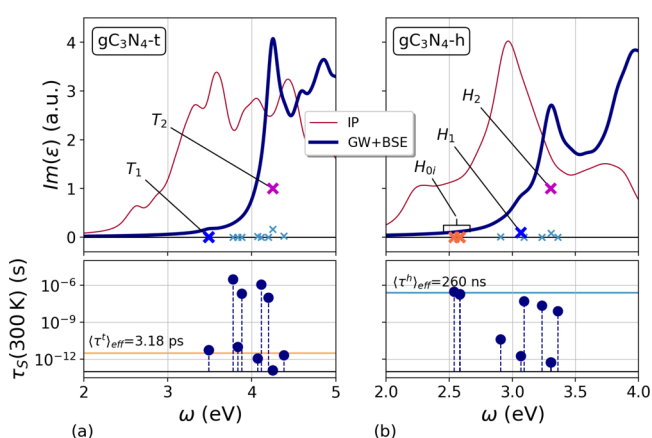 gC₃N₄-t
gC₃N₄-h
Im(ε) (a.u.)
4
3
2
1
0
T₂
T₁
IP
GW+BSE
H₂
H₁
H₀ᵢ
τ_S(300 K) (s)
10⁻⁶
10⁻⁹
10⁻¹²
⟨τᵗ⟩eff=3.18 ps
⟨τʰ⟩eff=260 ns
2 3 4 5
2.0 2.5 3.0 3.5 4.0
ω (eV)
ω (eV)
(a)
(b)